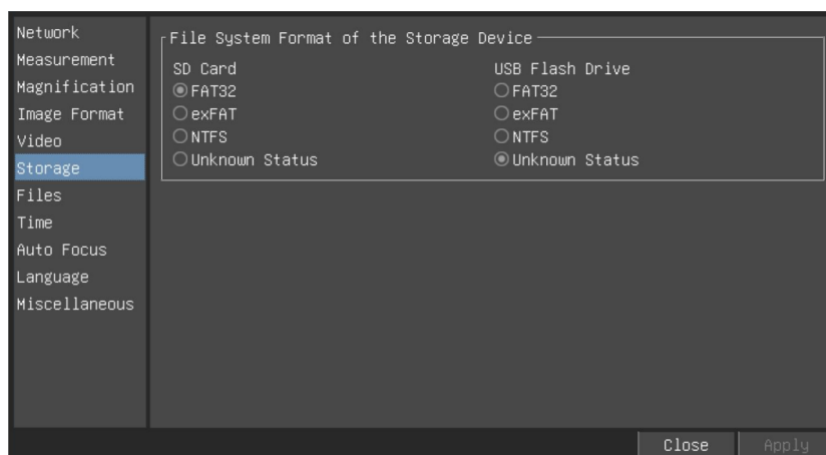 Network
Measurement
Magnification
Image Format
Video
Storage
Files
Time
Auto Focus
Language
Miscellaneous
File System Format of the Storage Device
SD Card
FAT32
exFAT
NTFS
Unknown Status
USB Flash Drive
FAT32
exFAT
NTFS
Unknown Status
Close
Apply